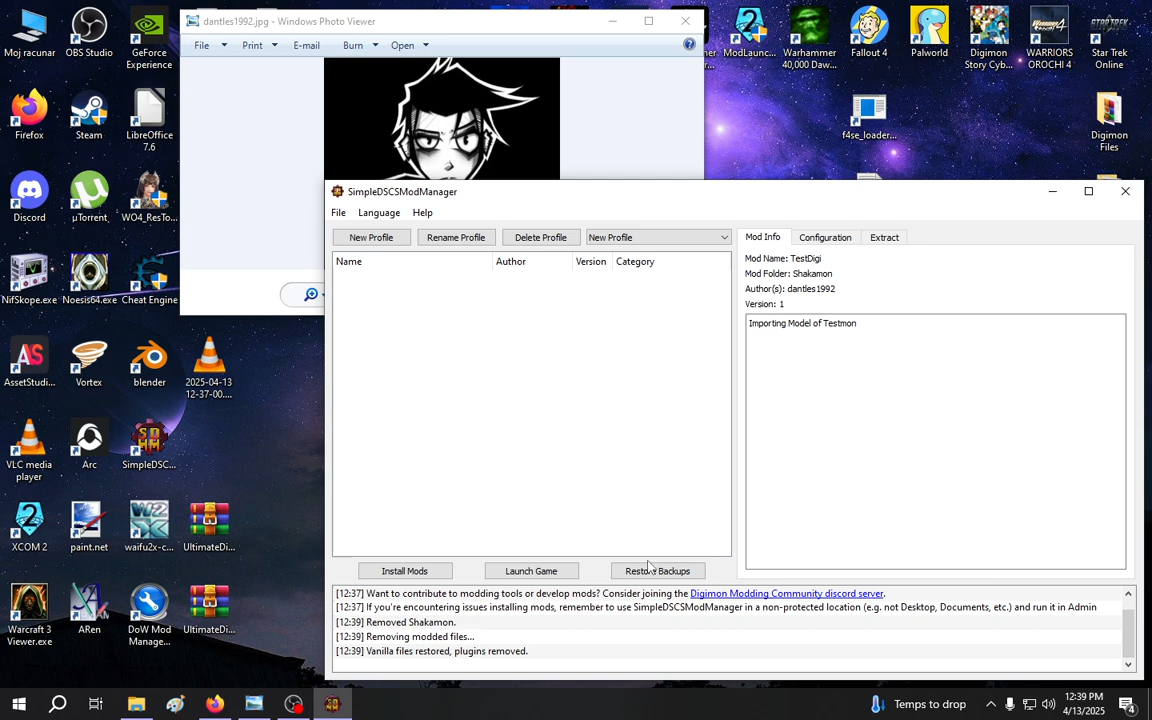 Moj racunar
OBS Studio
GeForce
Experience
Firefox
Steam
LibreOffice
7.6
Discord
µTorrent
WO4_ResTo...
NifSkope.exe
Noesis64.exe
Cheat Engine
AssetStudi...
Vortex
blender
2025-04-13
12-37-00....
VLC media
player
Arc
SimpleDSC...
XCOM 2
paint.net
waifu2x-c...
UltimateDi...
Warcraft 3
Viewer.exe
ARen
DoW Mod
Manage...
UltimateDi...
dantles1992.jpg - Windows Photo Viewer
File
Print
E-mail
Burn
Open
ModLaunc...
Warhammer
40,000 Daw...
Fallout 4
Palworld
Digimon
Story Cyb...
WARRIORS
OROCHI 4
Star Trek
Online
f4se_loader...
Digimon
Files
SimpleDSCSModManager
File Language Help
New Profile Rename Profile Delete Profile New Profile
Name Author Version Category
Install Mods Launch Game Restore Backups
Mod Info Configuration Extract
Mod Name: TestDigi
Mod Folder: Shakamon
Author(s): dantles1992
Version: 1
Importing Model of Testmon
[12:37] Want to contribute to modding tools or develop mods? Consider joining the Digimon Modding Community discord server.
[12:37] If you're encountering issues installing mods, remember to use SimpleDSCSModManager in a non-protected location (e.g. not Desktop, Documents, etc.) and run it in Admin
[12:39] Removed Shakamon.
[12:39] Removing modded files...
[12:39] Vanilla files restored, plugins removed.
Temps to drop
12:39 PM
4/13/2025
4